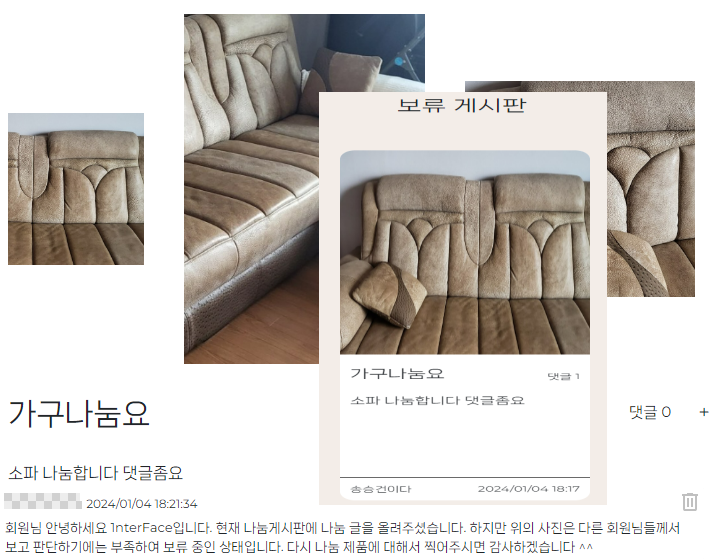 보류 게시판
가구나눔요
댓글 1
소파 나눔합니다 댓글좀요
송승건이다
2024/01/04 18:17
가구나눔요
댓글 0
+
소파 나눔합니다 댓글좀요
2024/01/04 18:21:34
회원님 안녕하세요 1nterFace입니다. 현재 나눔게시판에 나눔 글을 올려주셨습니다. 하지만 위의 사진은 다른 회원님들께서
보고 판단하기에는 부족하여 보류 중인 상태입니다. 다시 나눔 제품에 대해서 찍어주시면 감사하겠습니다 ^^